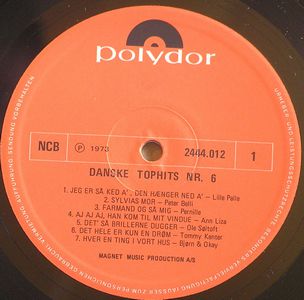 polydor
NCB
℗ 1973
2444.012
1
DANSKE TOPHITS NR. 6
1. JEG ER SÅ KED A', DEN HÆNGER NED A' – Lille Palle
2. SYLVIAS MOR – Peter Belli
3. FARMAND OG SÅ MIG – Pernille
4. AJ AJ AJ, HAN KOM TIL MIT VINDUE – Ann Liza
5. DET' SÅ BRILLERNE DUGGER – Ole Søltoft
6. DET HELE ER KUN EN DRØM – Tommy Kenter
7. HVER EN TING I VORT HUS – Bjørn & Okay
MAGNET MUSIC PRODUCTION A/S